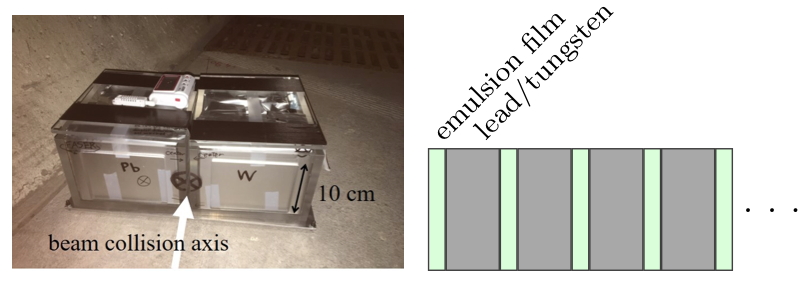 Pb
W
10 cm
beam collision axis
emulsion film
lead/tungsten
. . .